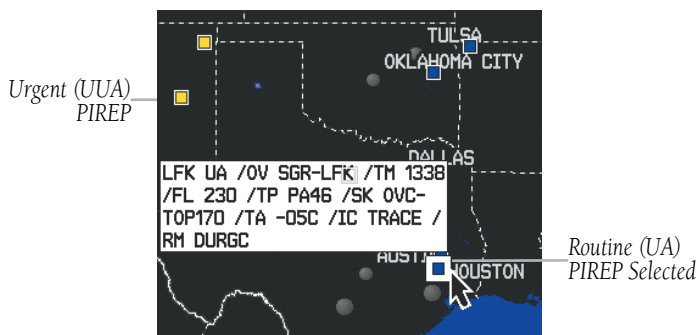 TULSA
OKLAHOMA CITY
Urgent (UUA)
PIREP
DALLAS
LFK UA /OV SGR-LFK /TM 1338
/FL 230 /TP PA46 /SK OVC-
TOP170 /TA -05C /IC TRACE /
RM DURGC
HOUSTON
Routine (UA)
PIREP Selected